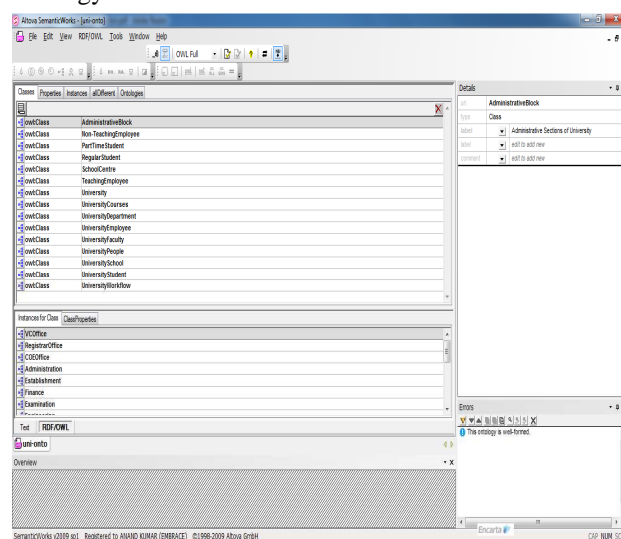 Altova SemanticWorks - [uni-onto]
File Edit View RDF/OWL Tools Window Help
OWL Full
Classes Properties Instances allDifferent Ontologies
owl:Class AdministrativeBlock
owl:Class Non-TeachingEmployee
owl:Class PartTimeStudent
owl:Class RegularStudent
owl:Class SchoolCentre
owl:Class TeachingEmployee
owl:Class University
owl:Class UniversityCourses
owl:Class UniversityDepartment
owl:Class UniversityEmployee
owl:Class UniversityFaculty
owl:Class UniversityPeople
owl:Class UniversitySchool
owl:Class UniversityStudent
owl:Class UniversityWorkflow
Instances for Class ClassProperties
VCOffice
RegistrarOffice
COEOffice
Administration
Establishment
Finance
Examination
Text RDF/OWL
uni-onto
Overview
Details
uri AdministrativeBlock
type Class
label Administrative Sections of University
label edit to add new
comment edit to add new
Errors
This ontology is well-formed.
Encarta
SemanticWorks v2009 sp1 Registered to ANAND KUMAR (EMBRACE) ©1998-2009 Altova GmbH
CAP NUM SC